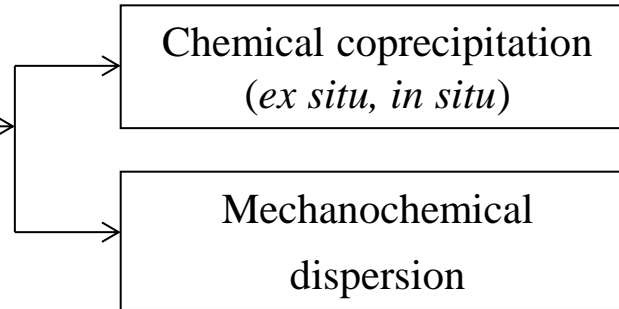 Chemical coprecipitation
(ex situ, in situ)
Mechanochemical
dispersion